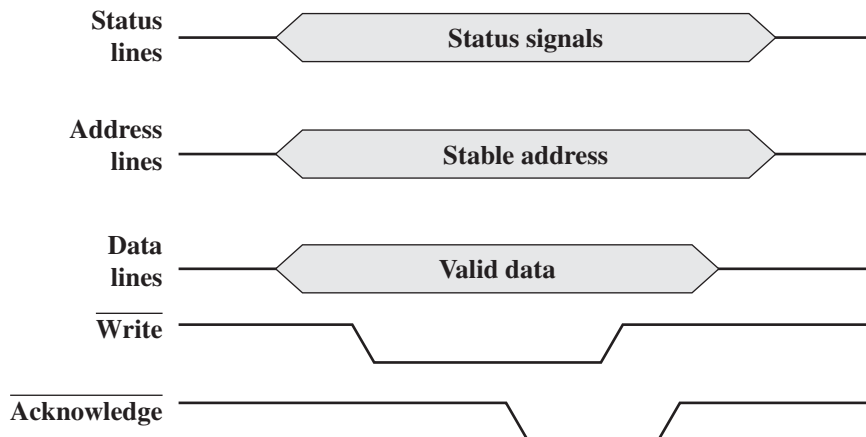 Status
lines
Status signals
Address
lines
Stable address
Data
lines
Valid data
Write
Acknowledge